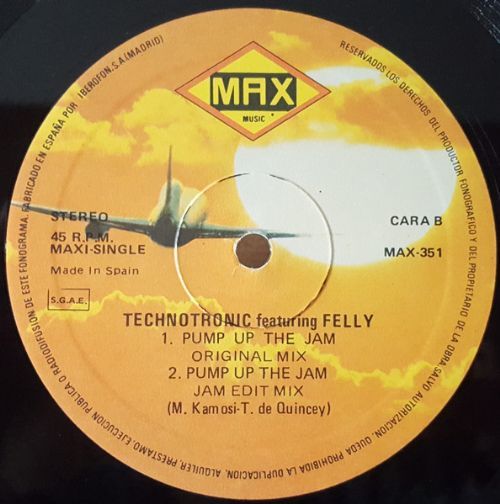 RADIODIFUSION DE ESTE FONOGRAMA. FABRICADO EN ESPAÑA POR IBEROFON, S.A. (MADRID)
RESERVADOS LOS DERECHOS DEL PRODUCTOR FONOGRAFICO Y DEL PROPIETARIO DE LA OBRA. SALVO AUTORIZACION, QUEDA PROHIBIDA LA DUPLICACION, ALQUILER, PRESTAMO, EJECUCION PUBLICA O
MAX
MUSIC
STEREO
45 R.P.M.
MAXI-SINGLE
Made In Spain
S.G.A.E.
CARA B
MAX-351
TECHNOTRONIC featuring FELLY
1. PUMP UP THE JAM
ORIGINAL MIX
2. PUMP UP THE JAM
JAM EDIT MIX
(M. Kamosi-T. de Quincey)